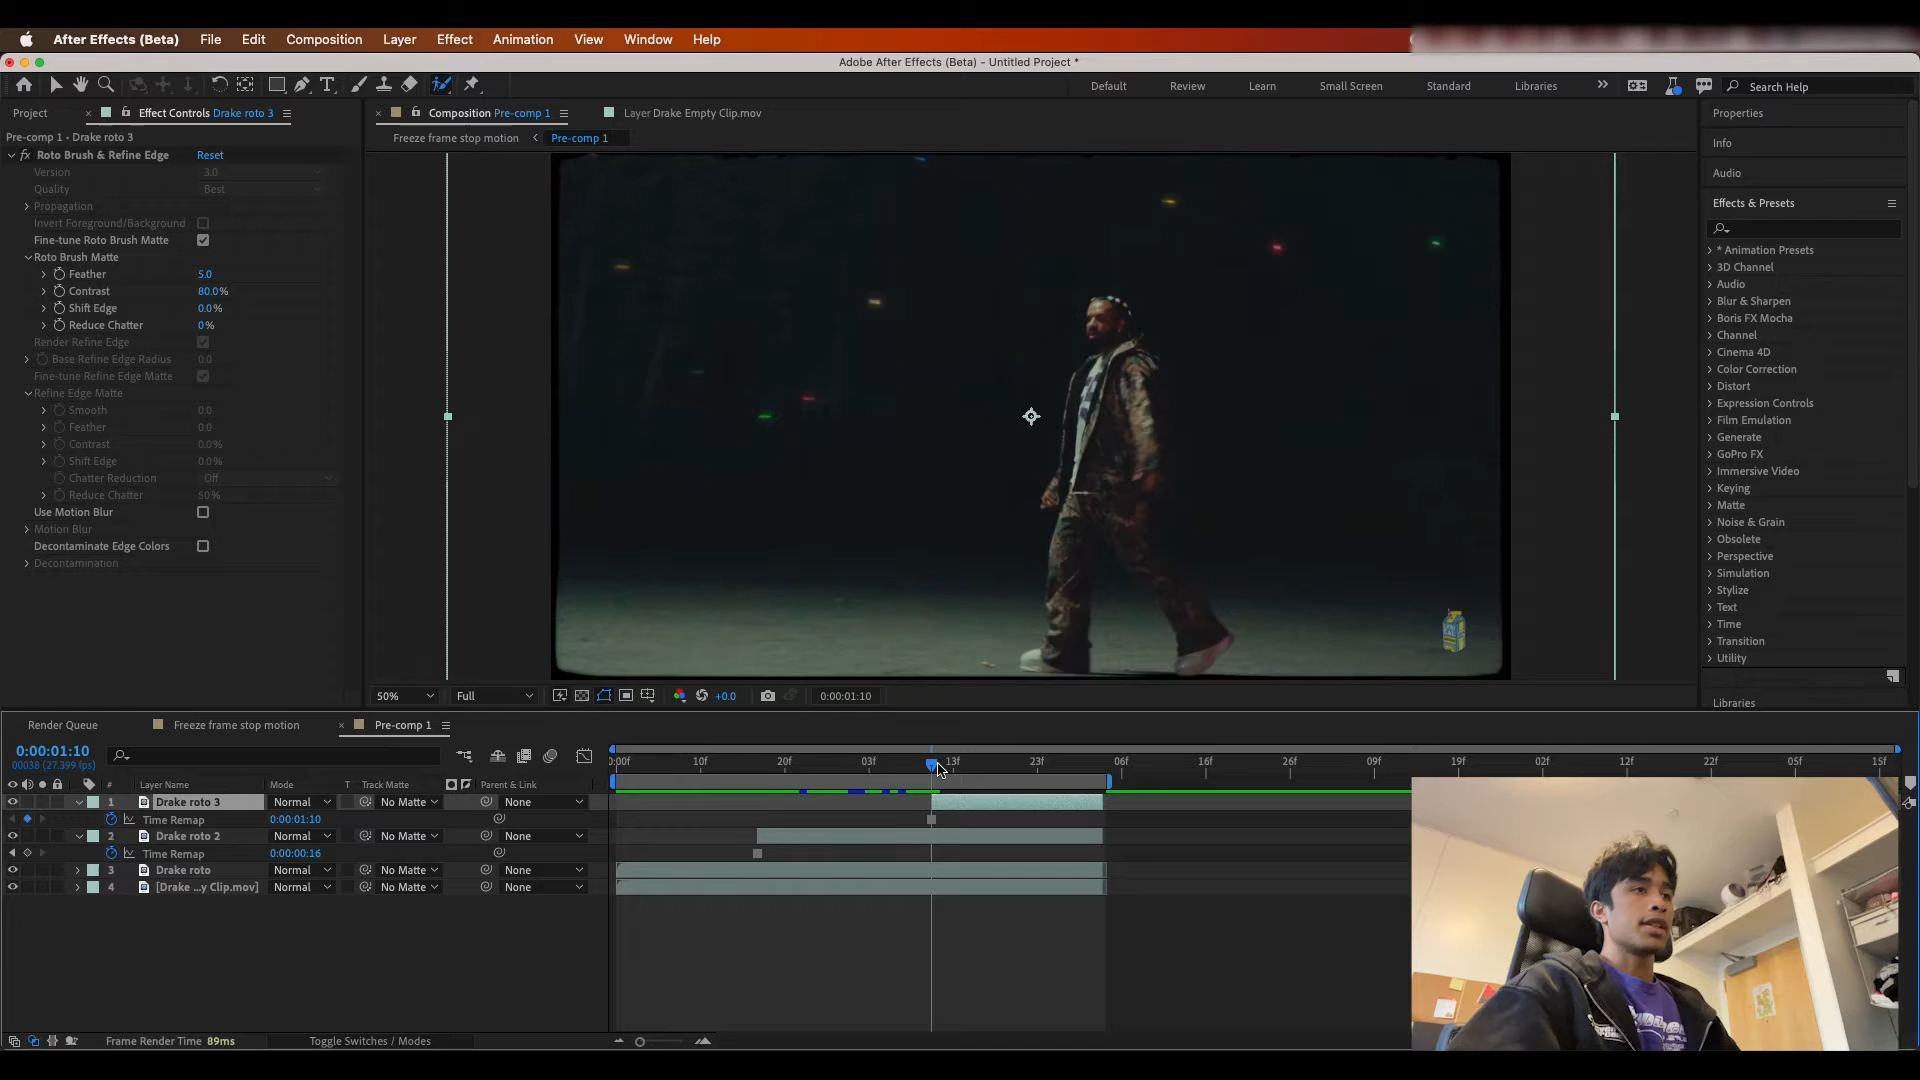 After Effects (Beta) File Edit Composition Layer Effect Animation View Window Help
Adobe After Effects (Beta) - Untitled Project *
Default Review Learn Small Screen Standard Libraries Search Help
Project Effect Controls Drake roto 3
Composition Pre-comp 1 Layer Drake Empty Clip.mov
Pre-comp 1 • Drake roto 3
Freeze frame stop motion Pre-comp 1
fx Roto Brush & Refine Edge Reset
Version 3.0
Quality Best
Propagation
Invert Foreground/Background
Fine-tune Roto Brush Matte
Roto Brush Matte
Feather 5.0
Contrast 80.0%
Shift Edge 0.0%
Reduce Chatter 0%
Render Refine Edge
Base Refine Edge Radius 0.0
Fine-tune Refine Edge Matte
Refine Edge Matte
Smooth 0.0
Feather 0.0
Contrast 0.0%
Shift Edge 0.0%
Chatter Reduction Off
Reduce Chatter 50%
Use Motion Blur
Motion Blur
Decontaminate Edge Colors
Decontamination
Properties
Info
Audio
Effects & Presets
* Animation Presets
3D Channel
Audio
Blur & Sharpen
Boris FX Mocha
Channel
Cinema 4D
Color Correction
Distort
Expression Controls
Film Emulation
Generate
GoPro FX
Immersive Video
Keying
Matte
Noise & Grain
Obsolete
Perspective
Simulation
Stylize
Text
Time
Transition
Utility
Libraries
50% Full +0.0 0:00:01:10
Render Queue Freeze frame stop motion Pre-comp 1
0:00:01:10
00038 (27.399 fps)
):00f 10f 20f 03f 13f 23f 06f 16f 26f 09f 19f 02f 12f 22f 05f 15f
# Layer Name Mode T Track Matte Parent & Link
1 Drake roto 3 Normal No Matte None
Time Remap 0:00:01:10
2 Drake roto 2 Normal No Matte None
Time Remap 0:00:00:16
3 Drake roto Normal No Matte None
4 [Drake ...y Clip.mov] Normal No Matte None
Frame Render Time 89ms Toggle Switches / Modes